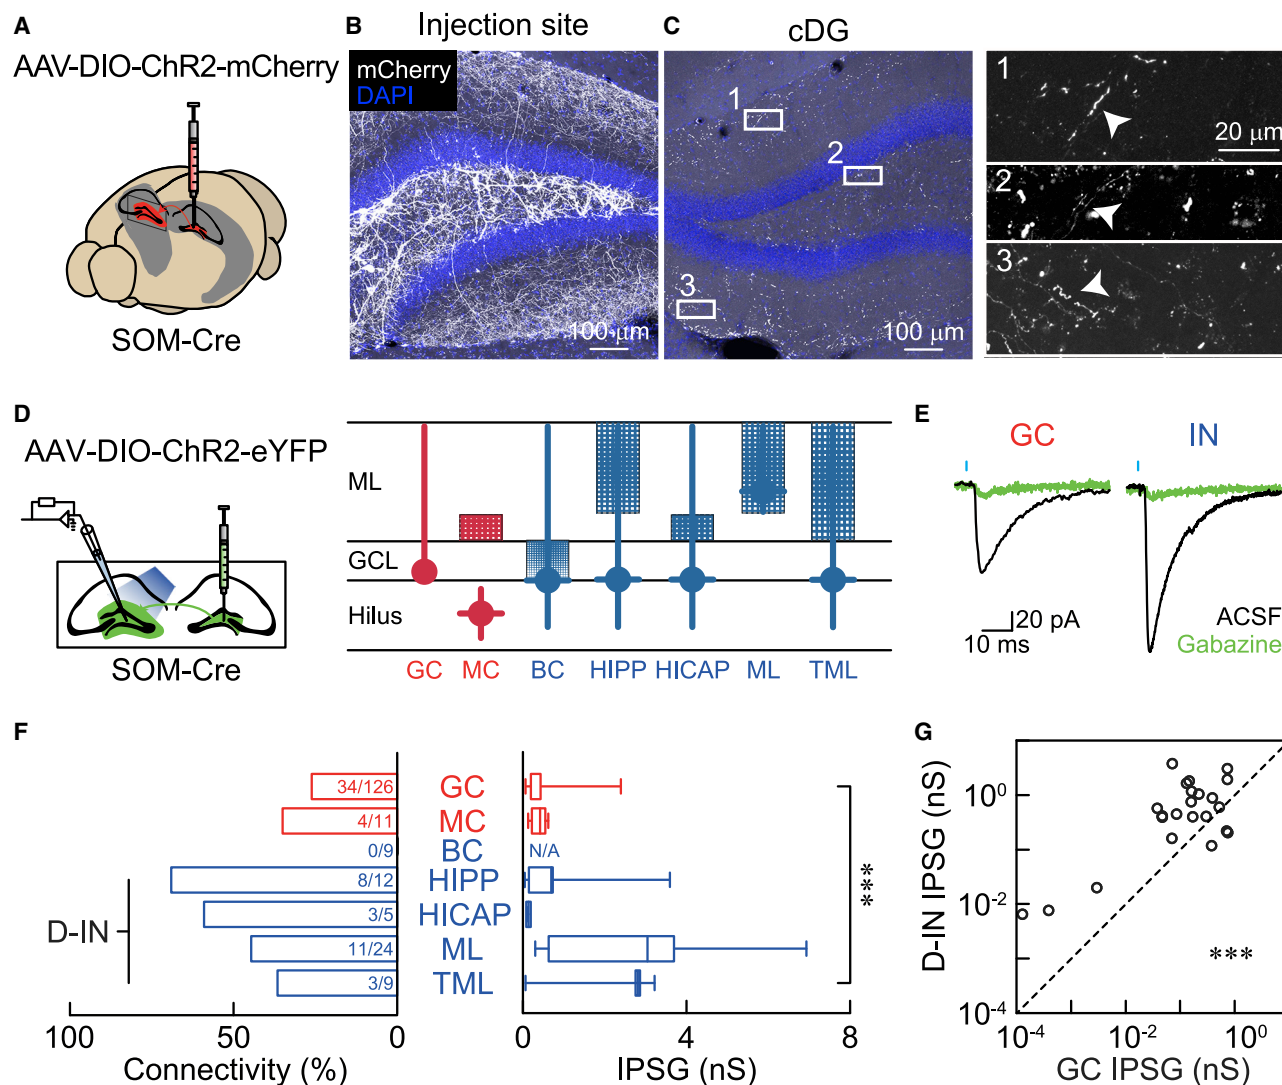 A
AAV-DIO-ChR2-mCherry
SOM-Cre
B
Injection site
mCherry
DAPI
100 μm
C
cDG
1
2
3
100 μm
1
20 μm
2
3
D
AAV-DIO-ChR2-eYFP
SOM-Cre
ML
GCL
Hilus
GC MC BC HIPP HICAP ML TML
E
GC IN
20 pA
10 ms
ACSF
Gabazine
F
34/126 GC
4/11 MC
0/9 BC N/A
8/12 HIPP
3/5 HICAP
11/24 ML
3/9 TML
D-IN
***
100 50 0
Connectivity (%)
0 4 8
IPSG (nS)
G
D-IN IPSG (nS)
10⁰
10⁻²
10⁻⁴
***
10⁻⁴ 10⁻² 10⁰
GC IPSG (nS)